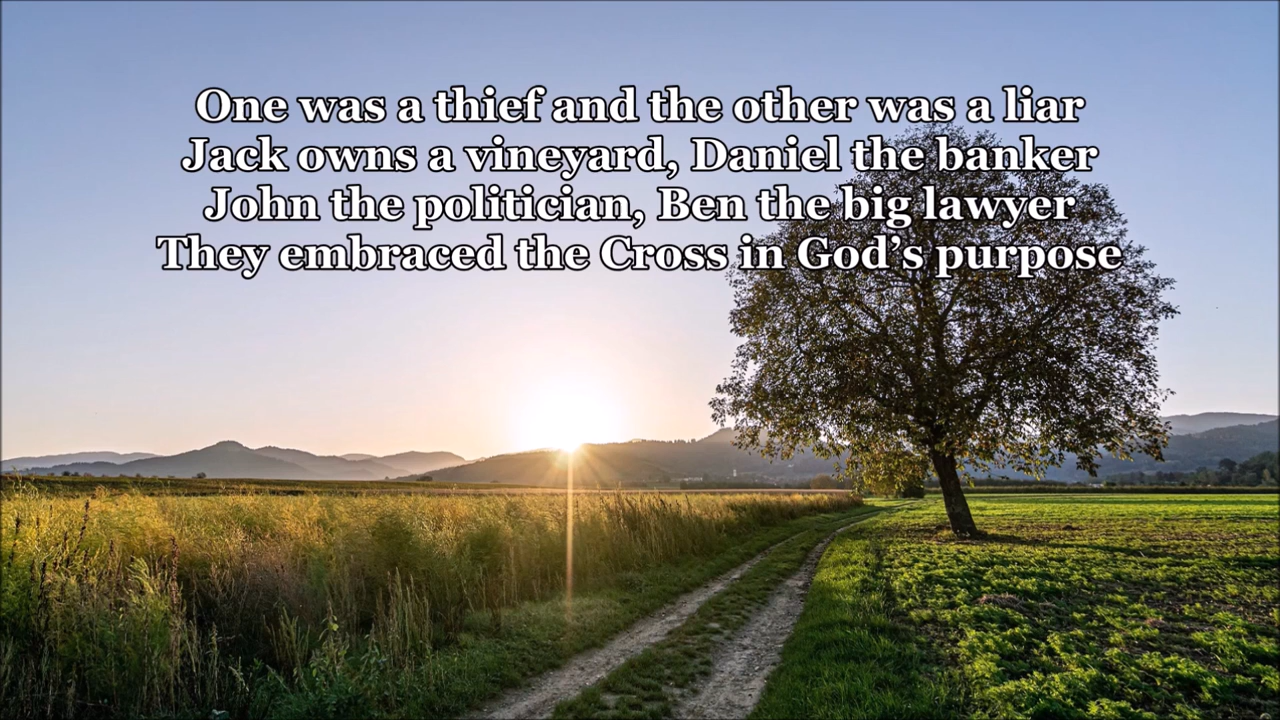 One was a thief and the other was a liar
Jack owns a vineyard, Daniel the banker
John the politician, Ben the big lawyer
They embraced the Cross in God’s purpose